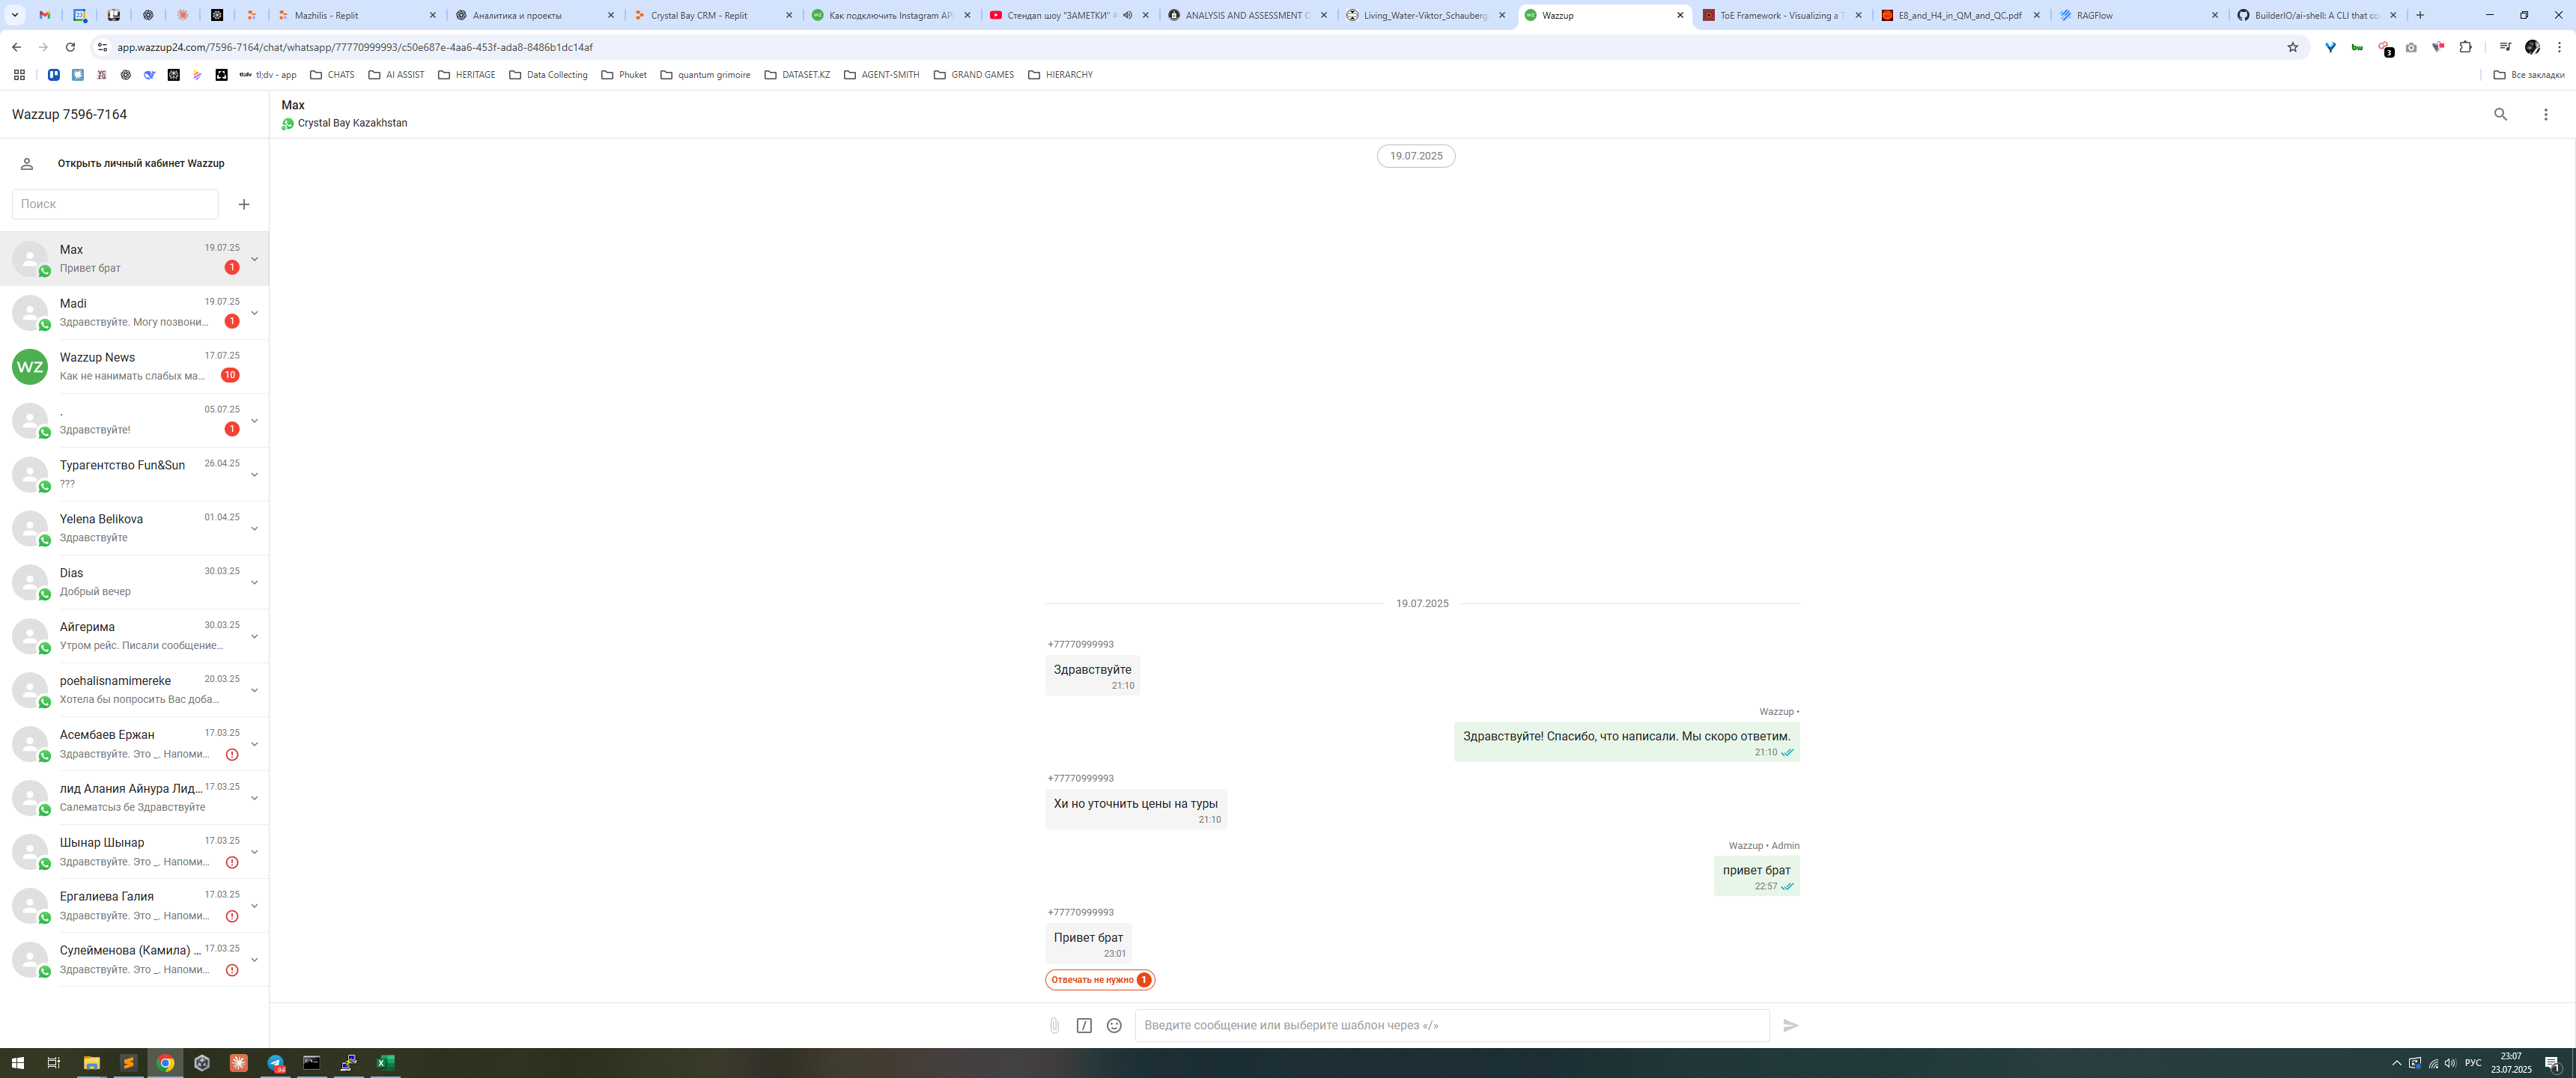 Mazhilis - Replit
Аналитика и проекты
Crystal Bay CRM - Replit
Как подключить Instagram AP
Стендап шоу "ЗАМЕТКИ"
ANALYSIS AND ASSESSMENT
Living_Water-Viktor_Schauberg
Wazzup
ToE Framework - Visualizing a T
E8_and_H4_in_QM_and_QC.pdf
RAGFlow
BuilderIO/ai-shell: A CLI that co
app.wazzup24.com/7596-7164/chat/whatsapp/77770999993/c50e687e-4aa6-453f-ada8-8486b1dc14af
3
tl;dv tl;dv - app
CHATS
AI ASSIST
HERITAGE
Data Collecting
Phuket
quantum grimoire
DATASET.KZ
AGENT-SMITH
GRAND GAMES
HIERARCHY
Все закладки
Wazzup 7596-7164
Открыть личный кабинет Wazzup
Поиск
Max 19.07.25
Привет брат 1
Madi 19.07.25
Здравствуйте. Могу позвони... 1
WZ
Wazzup News 17.07.25
Как не нанимать слабых ма... 10
. 05.07.25
Здравствуйте! 1
Турагентство Fun&Sun 26.04.25
???
Yelena Belikova 01.04.25
Здравствуйте
Dias 30.03.25
Добрый вечер
Айгерима 30.03.25
Утром рейс. Писали сообщение...
poehalisnamimereke 20.03.25
Хотела бы попросить Вас доба...
Асембаев Ержан 17.03.25
Здравствуйте. Это _. Напоми...
лид Алания Айнура Лид... 17.03.25
Салематсыз бе Здравствуйте
Шынар Шынар 17.03.25
Здравствуйте. Это _. Напоми...
Ергалиева Галия 17.03.25
Здравствуйте. Это _. Напоми...
Сулейменова (Камила) ... 17.03.25
Здравствуйте. Это _. Напоми...
Max
Crystal Bay Kazakhstan
19.07.2025
19.07.2025
+77770999993
Здравствуйте
21:10
Wazzup •
Здравствуйте! Спасибо, что написали. Мы скоро ответим.
21:10
+77770999993
Хи но уточнить цены на туры
21:10
Wazzup • Admin
привет брат
22:57
+77770999993
Привет брат
23:01
Отвечать не нужно 1
Введите сообщение или выберите шаблон через «/»
94
РУС
23:07
23.07.2025
1